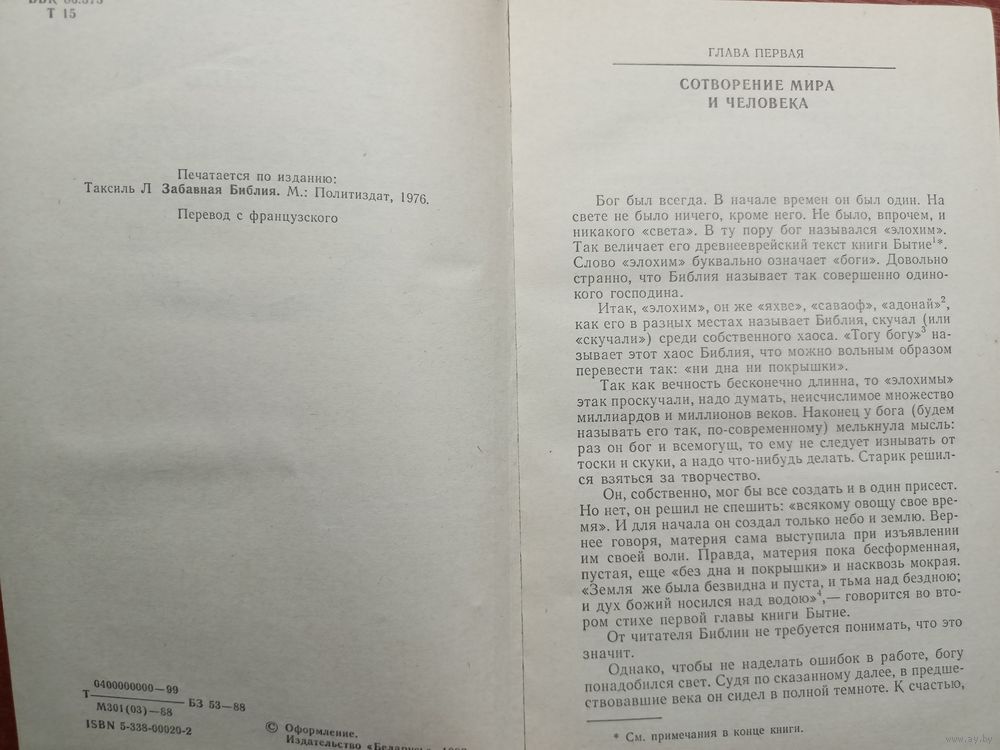 Т 15
Печатается по изданию:
Таксиль Л Забавная Библия. М.: Политиздат, 1976.
Перевод с французского
0400000000—99
Т
М301(03)—88
БЗ 53—88
ISBN 5-338-00020-2
© Оформление.
Издательство
ГЛАВА ПЕРВАЯ
СОТВОРЕНИЕ МИРА
И ЧЕЛОВЕКА
Бог был всегда. В начале времен он был один. На
свете не было ничего, кроме него. Не было, впрочем, и
никакого «света». В ту пору бог назывался «элохим».
Так величает его древнееврейский текст книги Бытие¹*.
Слово «элохим» буквально означает «боги». Довольно
странно, что Библия называет так совершенно одино-
кого господина.
Итак, «элохим», он же «яхве», «саваоф», «адонай»²,
как его в разных местах называет Библия, скучал (или
«скучали») среди собственного хаоса. «Тогу богу»³ на-
зывает этот хаос Библия, что можно вольным образом
перевести так: «ни дна ни покрышки».
Так как вечность бесконечно длинна, то «элохимы»
этак проскучали, надо думать, неисчислимое множество
миллиардов и миллионов веков. Наконец у бога (будем
называть его так, по-современному) мелькнула мысль:
раз он бог и всемогущ, то ему не следует изнывать от
тоски и скуки, а надо что-нибудь делать. Старик решил-
ся взяться за творчество.
Он, собственно, мог бы все создать и в один присест.
Но нет, он решил не спешить: «всякому овощу свое вре-
мя». И для начала он создал только небо и землю. Вер-
нее говоря, материя сама выступила при изъявлении
им своей воли. Правда, материя пока бесформенная,
пустая, еще «без дна и покрышки» и насквозь мокрая.
«Земля же была безвидна и пуста, и тьма над бездною;
и дух божий носился над водою»⁴,— говорится во вто-
ром стихе первой главы книги Бытие.
От читателя Библии не требуется понимать, что это
значит.
Однако, чтобы не наделать ошибок в работе, богу
понадобился свет. Судя по сказанному далее, в предше-
ствовавшие века он сидел в полной темноте. К счастью,
* См. примечания в конце книги.
www.ay.by